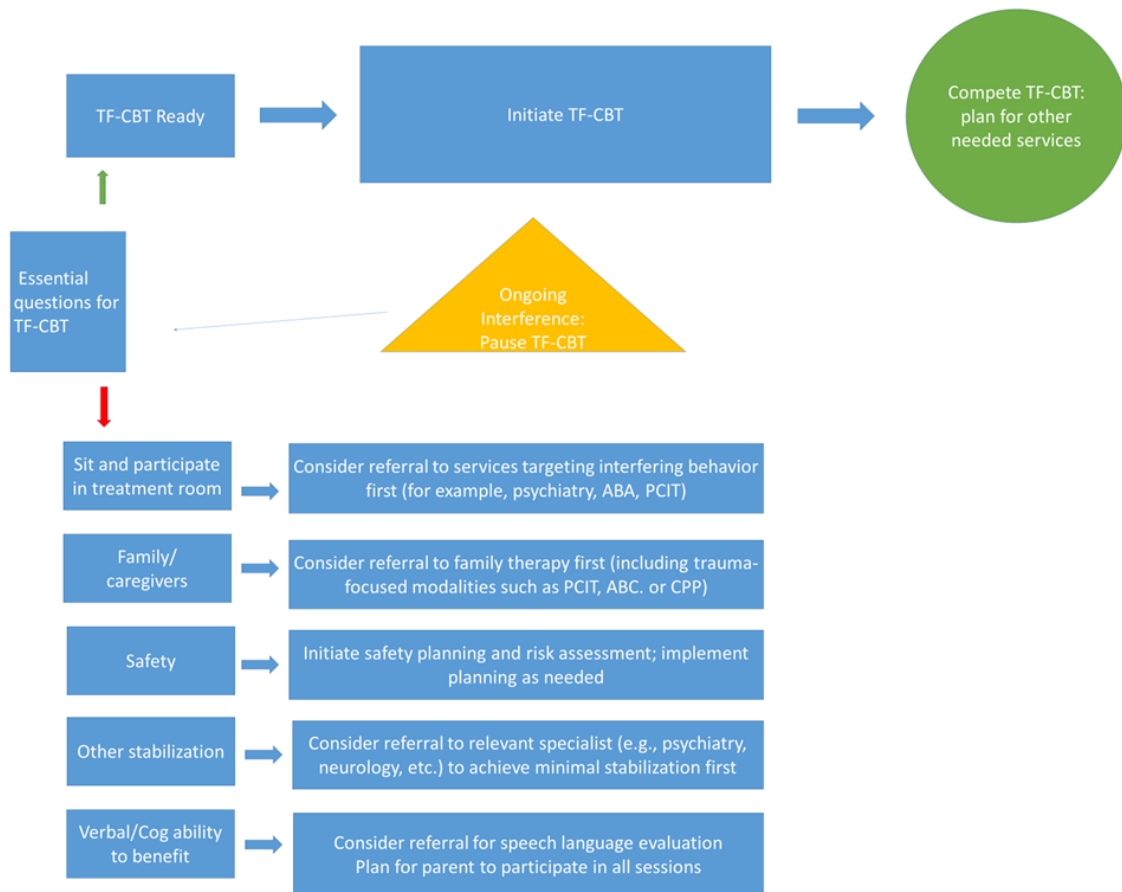 TF-CBT Ready
Initiate TF-CBT
Compete TF-CBT:
plan for other
needed services
Essential
questions for
TF-CBT
Ongoing
Interference:
Pause TF-CBT
Sit and participate
in treatment room
Consider referral to services targeting interfering behavior
first (for example, psychiatry, ABA, PCIT)
Family/
caregivers
Consider referral to family therapy first (including trauma-
focused modalities such as PCIT, ABC. or CPP)
Safety
Initiate safety planning and risk assessment; implement
planning as needed
Other stabilization
Consider referral to relevant specialist (e.g., psychiatry,
neurology, etc.) to achieve minimal stabilization first
Verbal/Cog ability
to benefit
Consider referral for speech language evaluation
Plan for parent to participate in all sessions